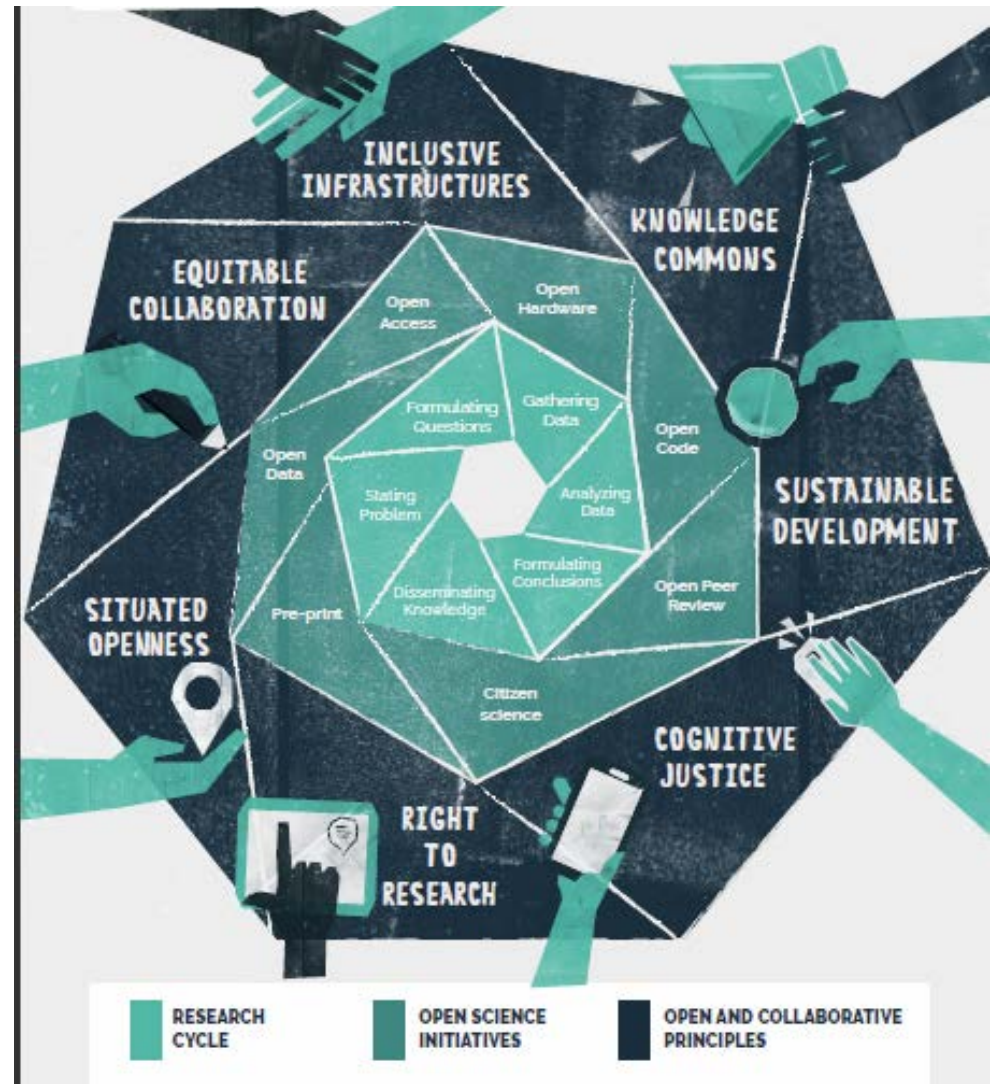 INCLUSIVE
INFRASTRUCTURES
KNOWLEDGE
COMMONS
EQUITABLE
COLLABORATION
Open
Access
Open
Hardware
Formulating
Questions
Gathering
Data
Open
Data
Open
Code
Stating
Problem
Analyzing
Data
SUSTAINABLE
DEVELOPMENT
Disseminating
Knowledge
Formulating
Conclusions
Open Peer
Review
SITUATED
OPENNESS
Pre-print
Citizen
science
COGNITIVE
JUSTICE
RIGHT
TO
RESEARCH
RESEARCH
CYCLE
OPEN SCIENCE
INITIATIVES
OPEN AND COLLABORATIVE
PRINCIPLES